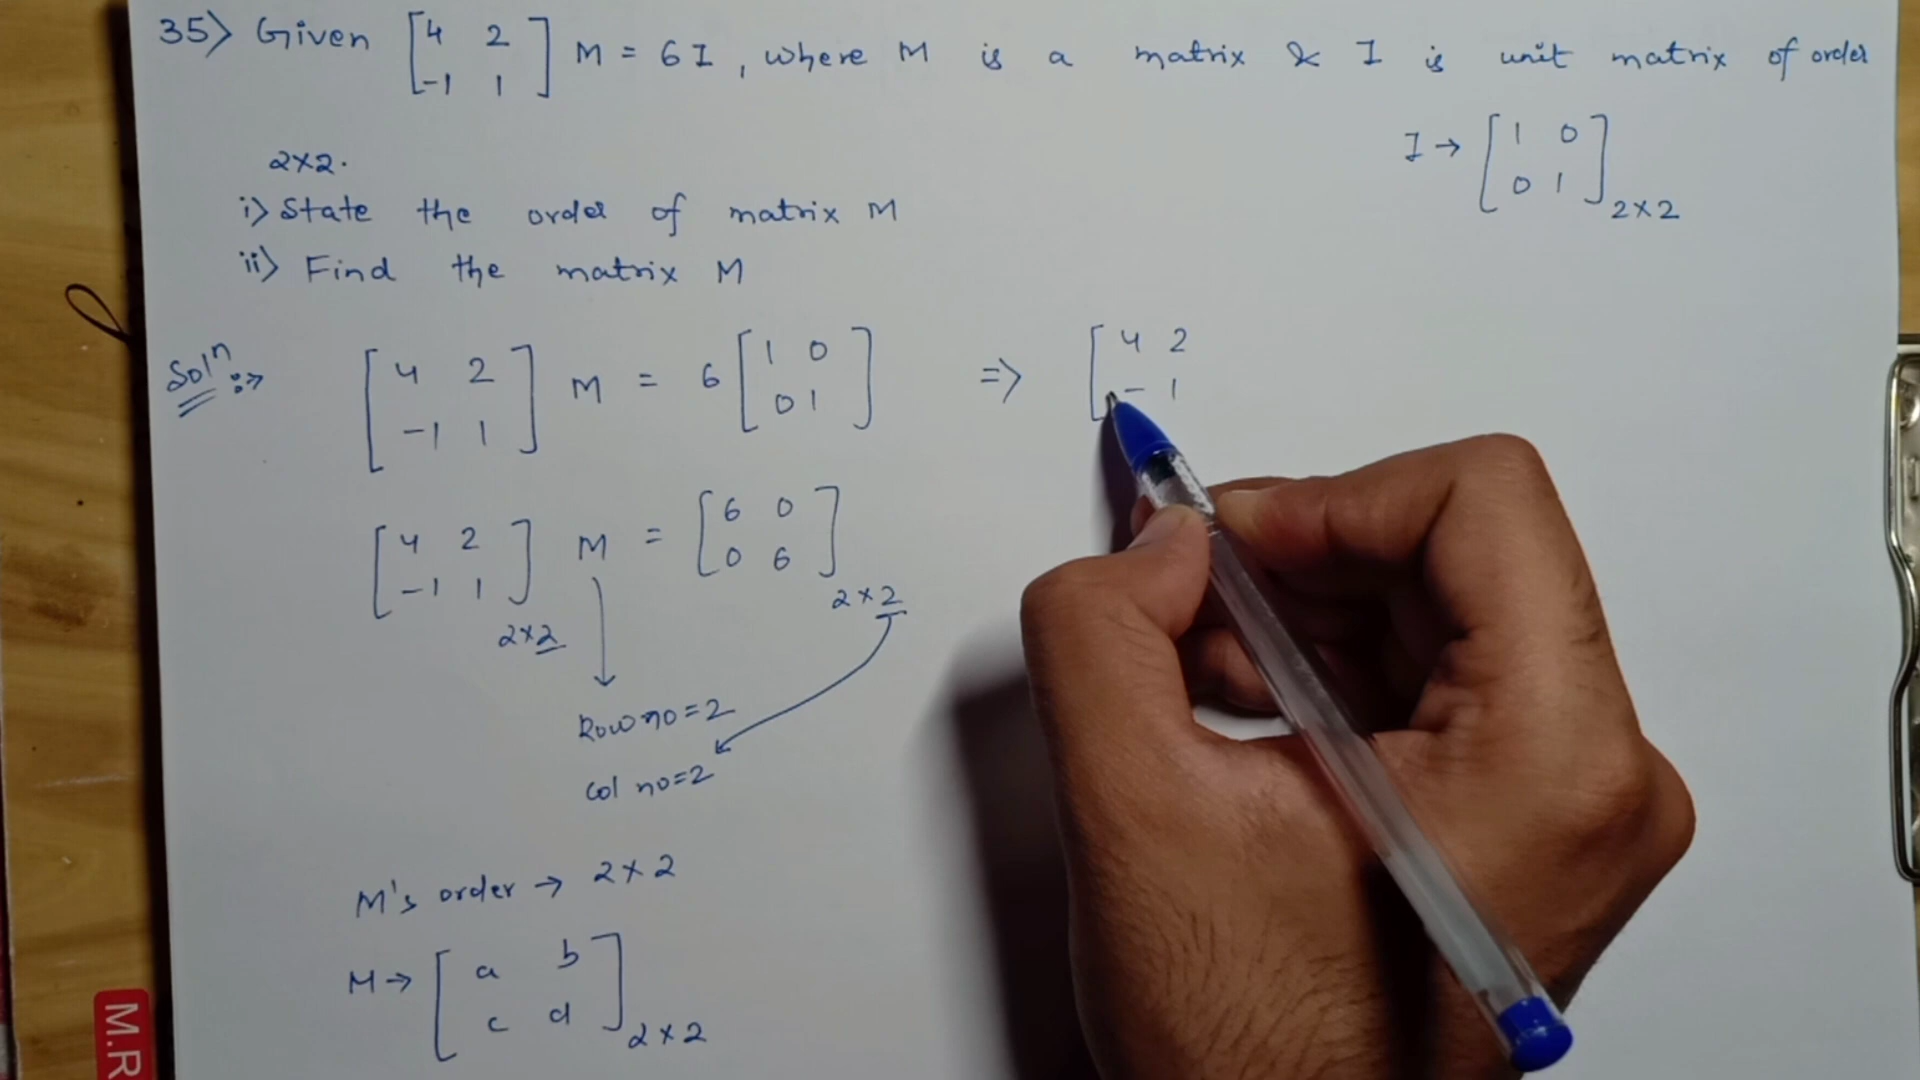 35) Given [4 2 -1 1] M = 6I, where M is a matrix & I is unit matrix of order
2×2.
I → [1 0 0 1] 2×2
i) State the order of matrix M
ii) Find the matrix M
Solⁿ :→ [4 2 -1 1] M = 6 [1 0 0 1] ⇒ [4 2 - 1
[4 2 -1 1] 2×2 M = [6 0 0 6] 2×2
Row no=2
Col no=2
M's order → 2×2
M → [a b c d] 2×2
M.R